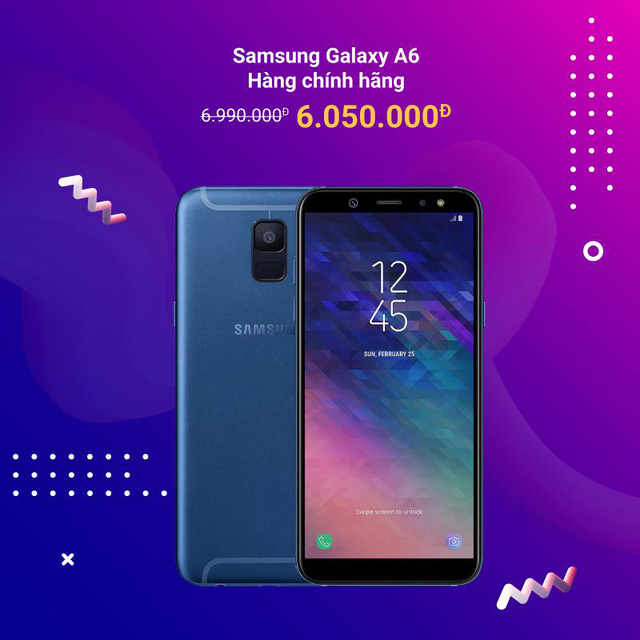 Samsung Galaxy A6
Hàng chính hãng
6.990.000Đ 6.050.000Đ
SAMSUN
12
45
SUN, FEBRUARY 25
Swipe screen to unlock